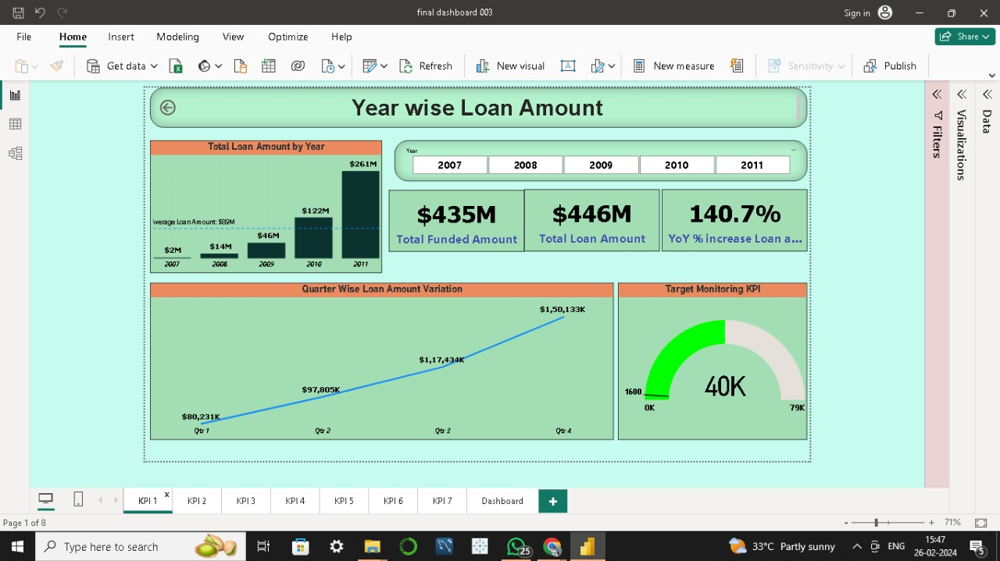 final dashboard 003
Sign in
File Home Insert Modeling View Optimize Help
Share
Get data
Refresh
New visual
New measure
Sensitivity
Publish
Year wise Loan Amount
Total Loan Amount by Year
$261M
$122M
verage Loan Amount: $89M
$46M
$14M
$2M
2007 2008 2009 2010 2011
Year
2007 2008 2009 2010 2011
$435M
Total Funded Amount
$446M
Total Loan Amount
140.7%
YoY % increase Loan a...
Quarter Wise Loan Amount Variation
$1,50,133K
$1,17,434K
$97,805K
$80,231K
Qtr 1 Qtr 2 Qtr 3 Qtr 4
Target Monitoring KPI
1600
40K
0K 79K
Filters
Visualizations
Data
KPI 1 x KPI 2 KPI 3 KPI 4 KPI 5 KPI 6 KPI 7 Dashboard +
Page 1 of 8
- + 71%
Type here to search
25
33°C Partly sunny
ENG
15:47
26-02-2024
5